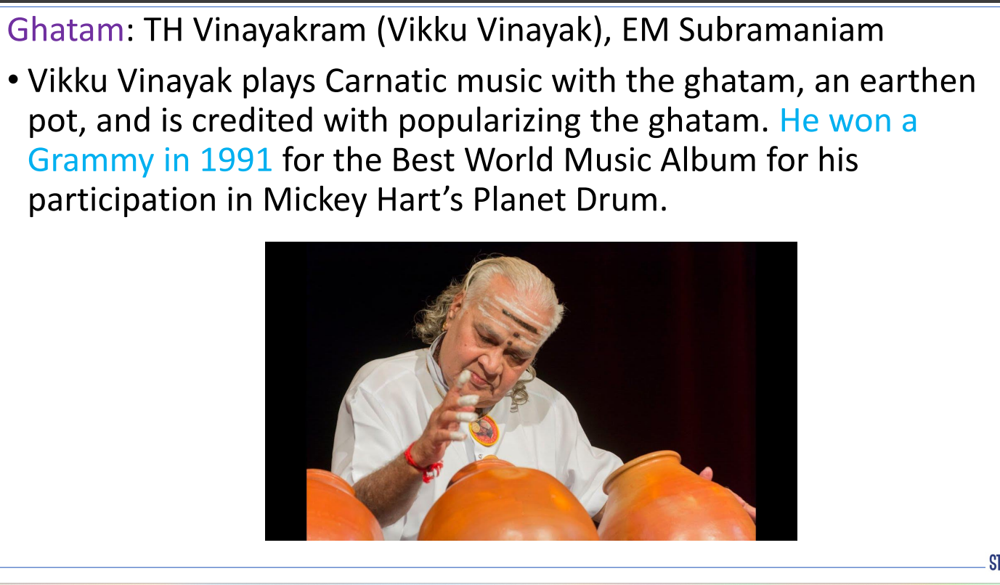 Ghatam: TH Vinayakram (Vikku Vinayak), EM Subramaniam
• Vikku Vinayak plays Carnatic music with the ghatam, an earthen
pot, and is credited with popularizing the ghatam. He won a
Grammy in 1991 for the Best World Music Album for his
participation in Mickey Hart’s Planet Drum.